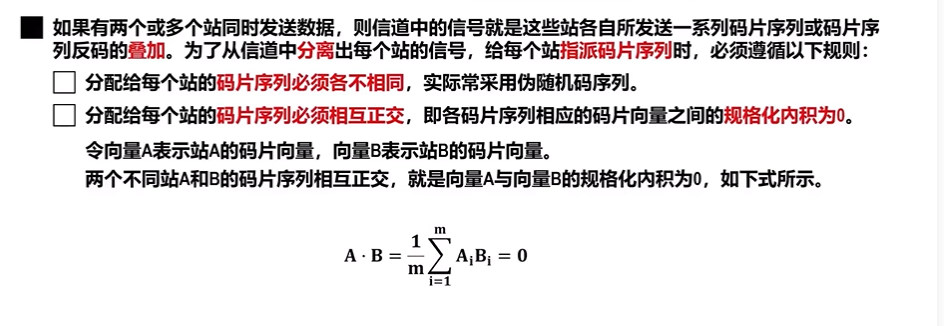 如果有两个或多个站同时发送数据，则信道中的信号就是这些站各自所发送一系列码片序列或码片序
列反码的叠加。为了从信道中分离出每个站的信号，给每个站指派码片序列时，必须遵循以下规则：
分配给每个站的码片序列必须各不相同，实际常采用伪随机码序列。
分配给每个站的码片序列必须相互正交，即各码片序列相应的码片向量之间的规格化内积为0。
令向量A表示站A的码片向量，向量B表示站B的码片向量。
两个不同站A和B的码片序列相互正交，就是向量A与向量B的规格化内积为0，如下式所示。
A · B = 1/m ∑_{i=1}^{m} A_i B_i = 0